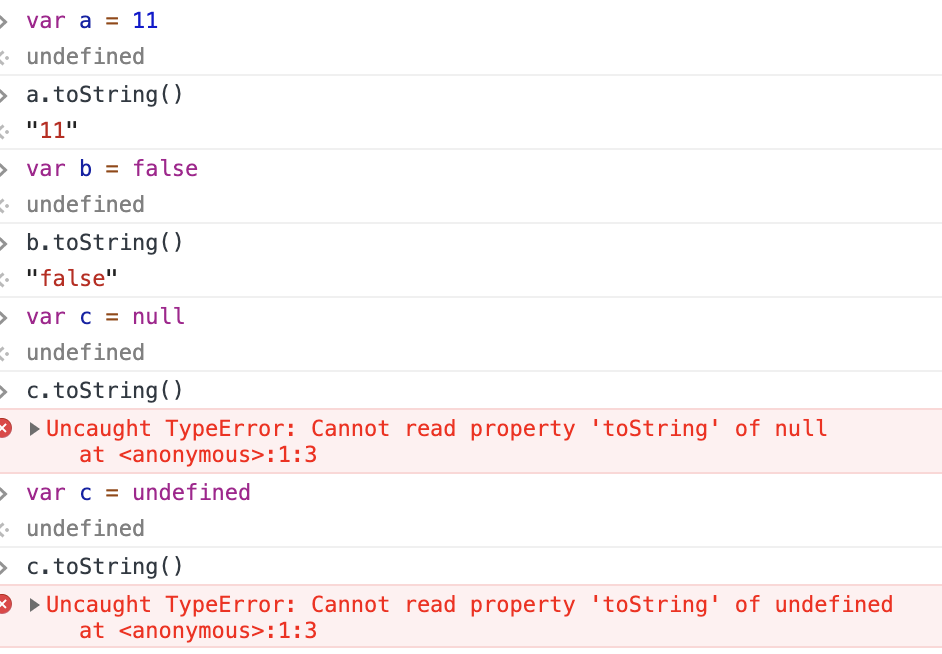 var a = 11
undefined
a.toString()
"11"
var b = false
undefined
b.toString()
"false"
var c = null
undefined
c.toString()
Uncaught TypeError: Cannot read property 'toString' of null
at <anonymous>:1:3
var c = undefined
undefined
c.toString()
Uncaught TypeError: Cannot read property 'toString' of undefined
at <anonymous>:1:3